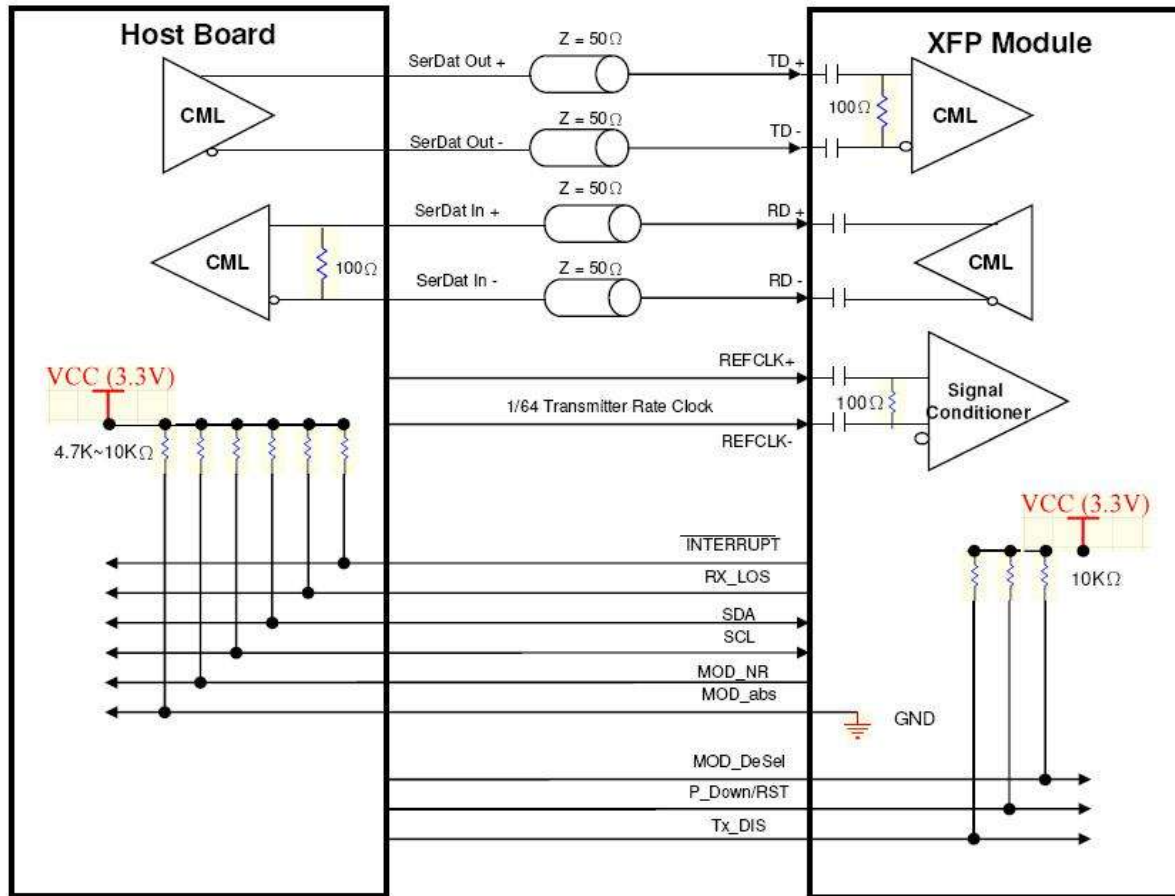 Host Board
XFP Module
CML
SerDat Out +
Z = 50Ω
TD +
100Ω
CML
SerDat Out -
Z = 50Ω
TD -
CML
100Ω
SerDat In +
Z = 50Ω
RD +
CML
SerDat In -
Z = 50Ω
RD -
REFCLK+
1/64 Transmitter Rate Clock
REFCLK-
100Ω
Signal
Conditioner
VCC (3.3V)
4.7K~10KΩ
VCC (3.3V)
10KΩ
INTERRUPT
RX_LOS
SDA
SCL
MOD_NR
MOD_abs
GND
MOD_DeSel
P_Down/RST
Tx_DIS